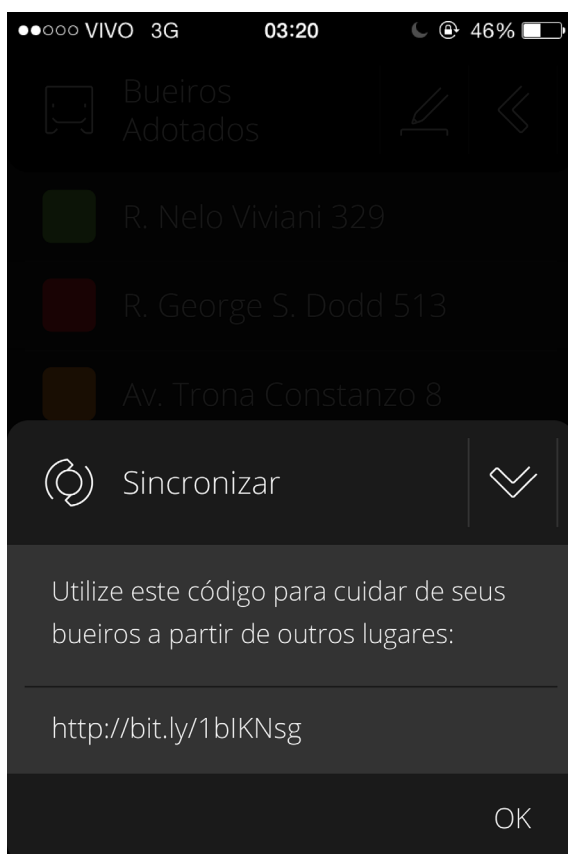 VIVO 3G 03:20 46%
Bueiros
Adotados
R. Nelo Viviani 329
R. George S. Dodd 513
Av. Trona Constanzo 8
Sincronizar
Utilize este código para cuidar de seus
bueiros a partir de outros lugares:
http://bit.ly/1bIKNsg
OK